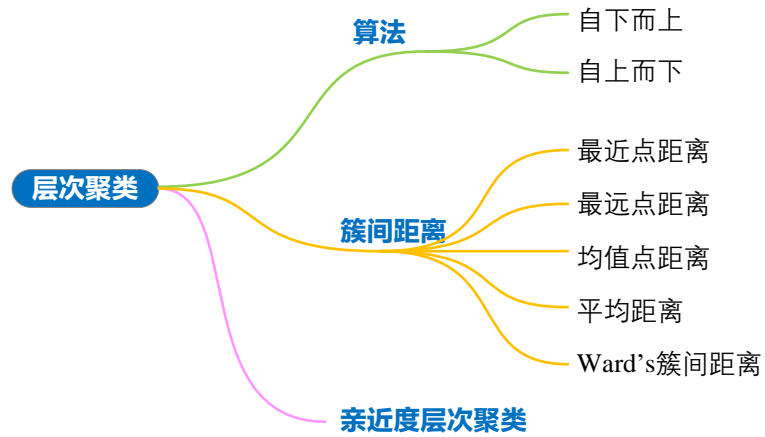 层次聚类
算法
自下而上
自上而下
簇间距离
最近点距离
最远点距离
均值点距离
平均距离
Ward's簇间距离
亲近度层次聚类